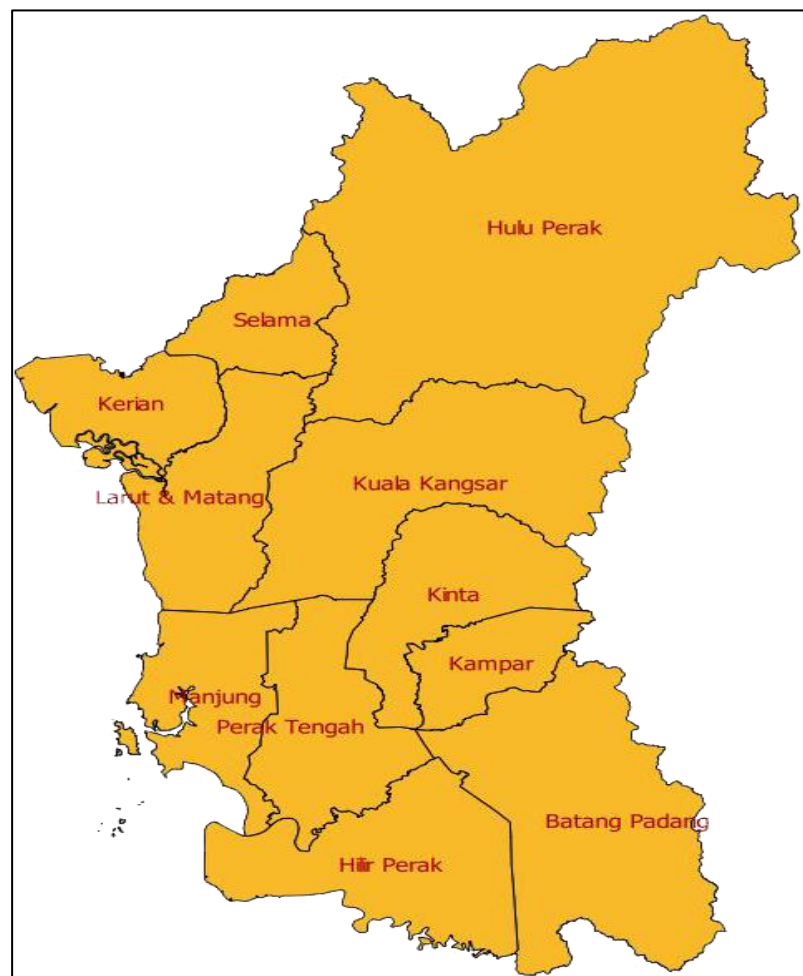 Hulu Perak
Selama
Kerian
Kuala Kangsar
Larut & Matang
Kinta
Kampar
Manjung
Perak Tengah
Batang Padang
Hilir Perak